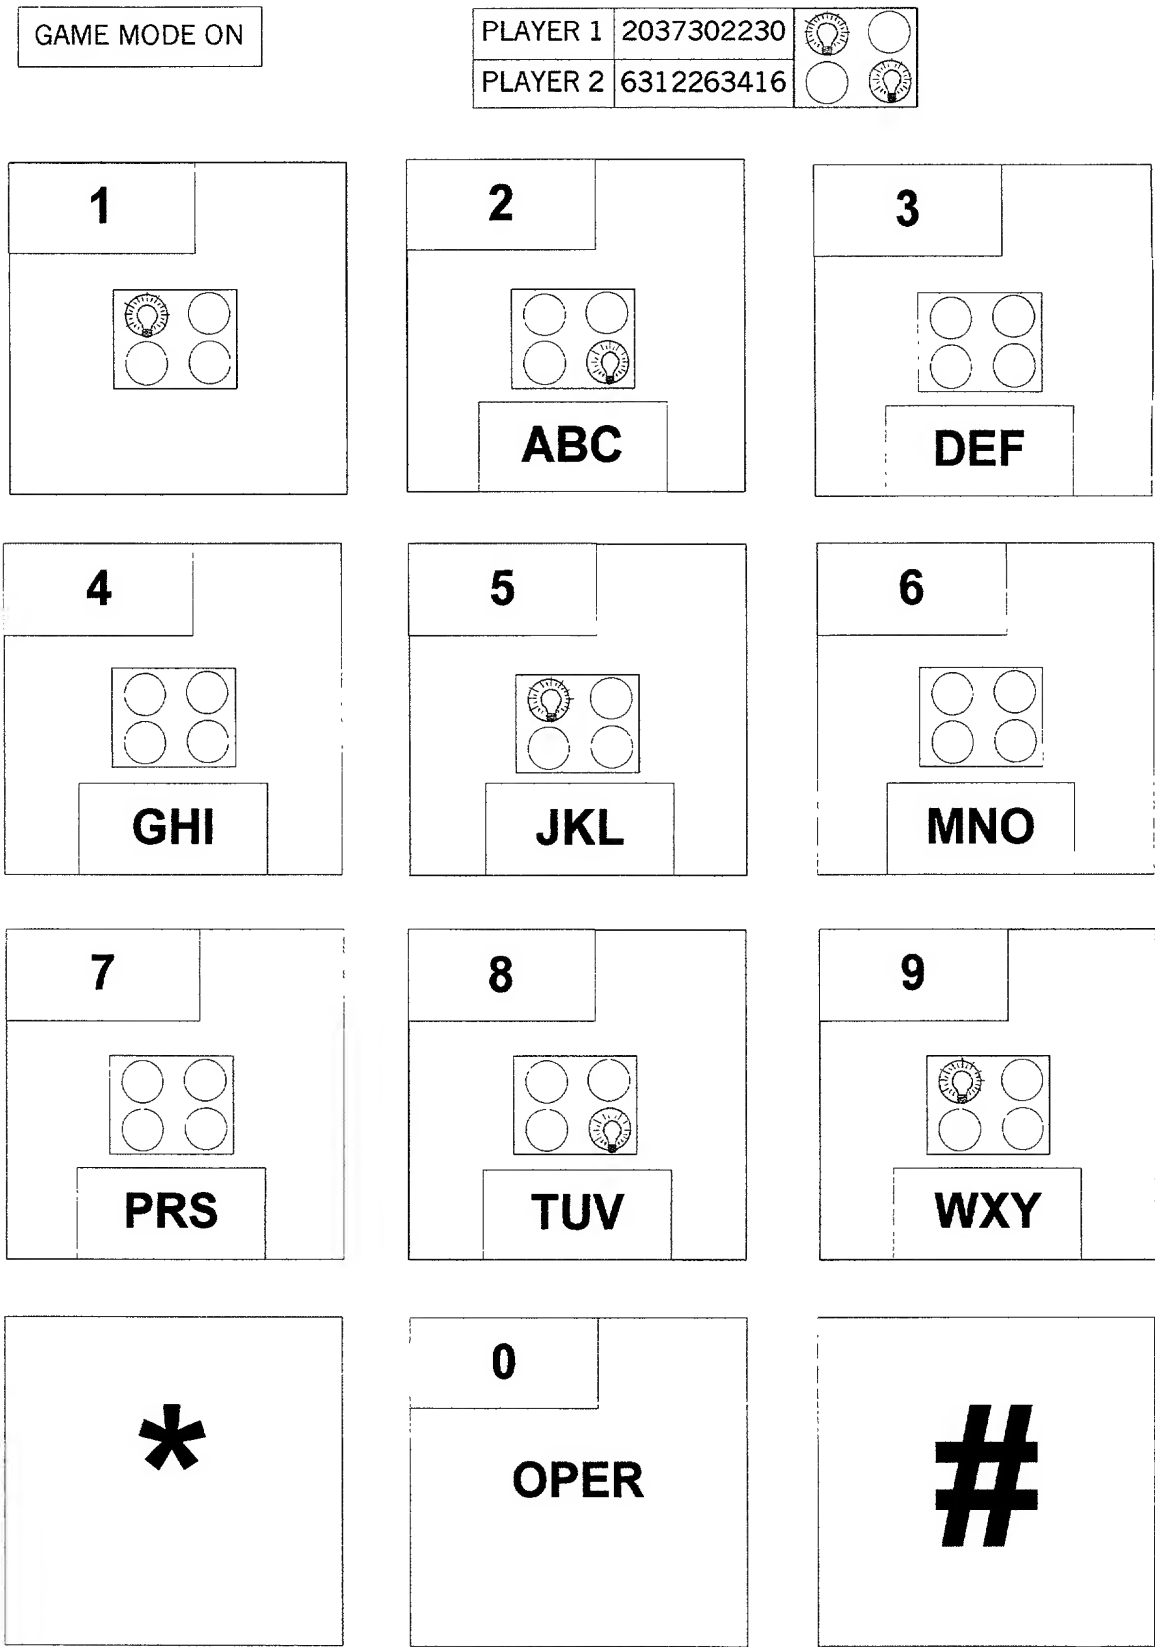 GAME MODE ON
PLAYER 1 2037302230
PLAYER 2 6312263416
1 2 3
ABC DEF
4 5 6
GHI JKL MNO
7 8 9
PRS TUV WXY
* 0 #
OPER